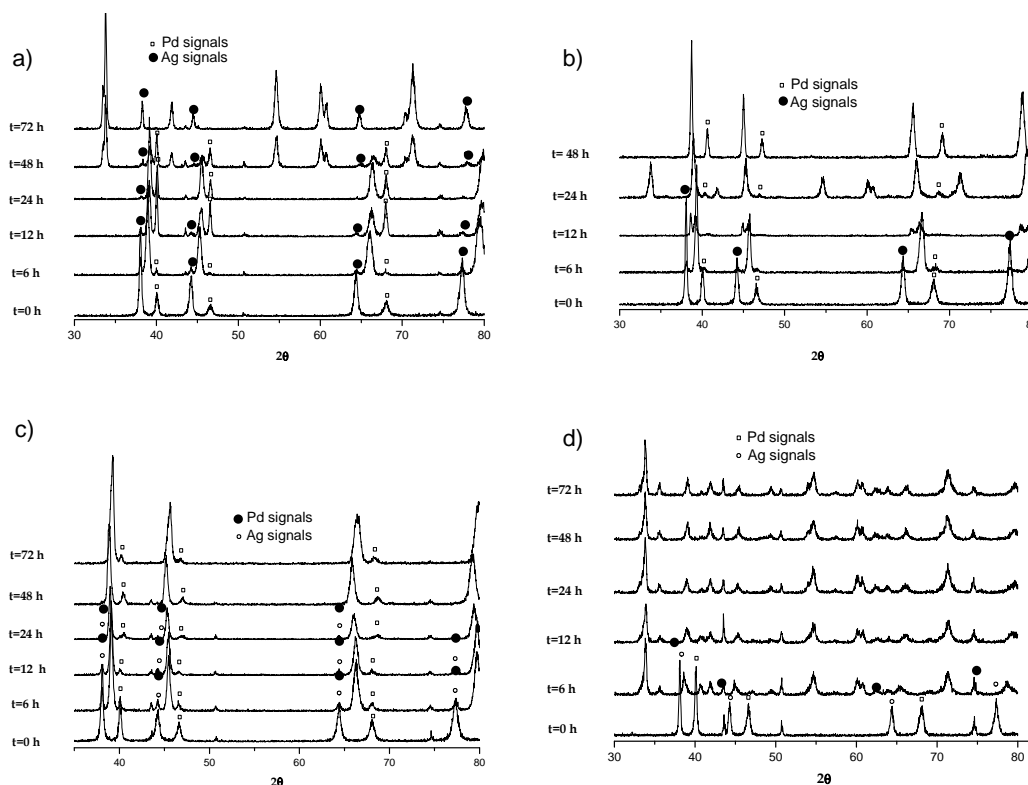 a)
□ Pd signals
● Ag signals
t=72 h
t=48 h
t=24 h
t=12 h
t=6 h
t=0 h
30 40 50 60 70 80
2θ
b)
□ Pd signals
● Ag signals
t= 48 h
t=24 h
t=12 h
t=6 h
t=0 h
30 40 50 60 70 80
2θ
c)
● Pd signals
○ Ag signals
t=72 h
t=48 h
t=24 h
t=12 h
t=6 h
t=0 h
40 50 60 70 80
2θ
d)
□ Pd signals
○ Ag signals
t=72 h
t=48 h
t=24 h
t=12 h
t=6 h
t=0 h
30 40 50 60 70 80
2θ